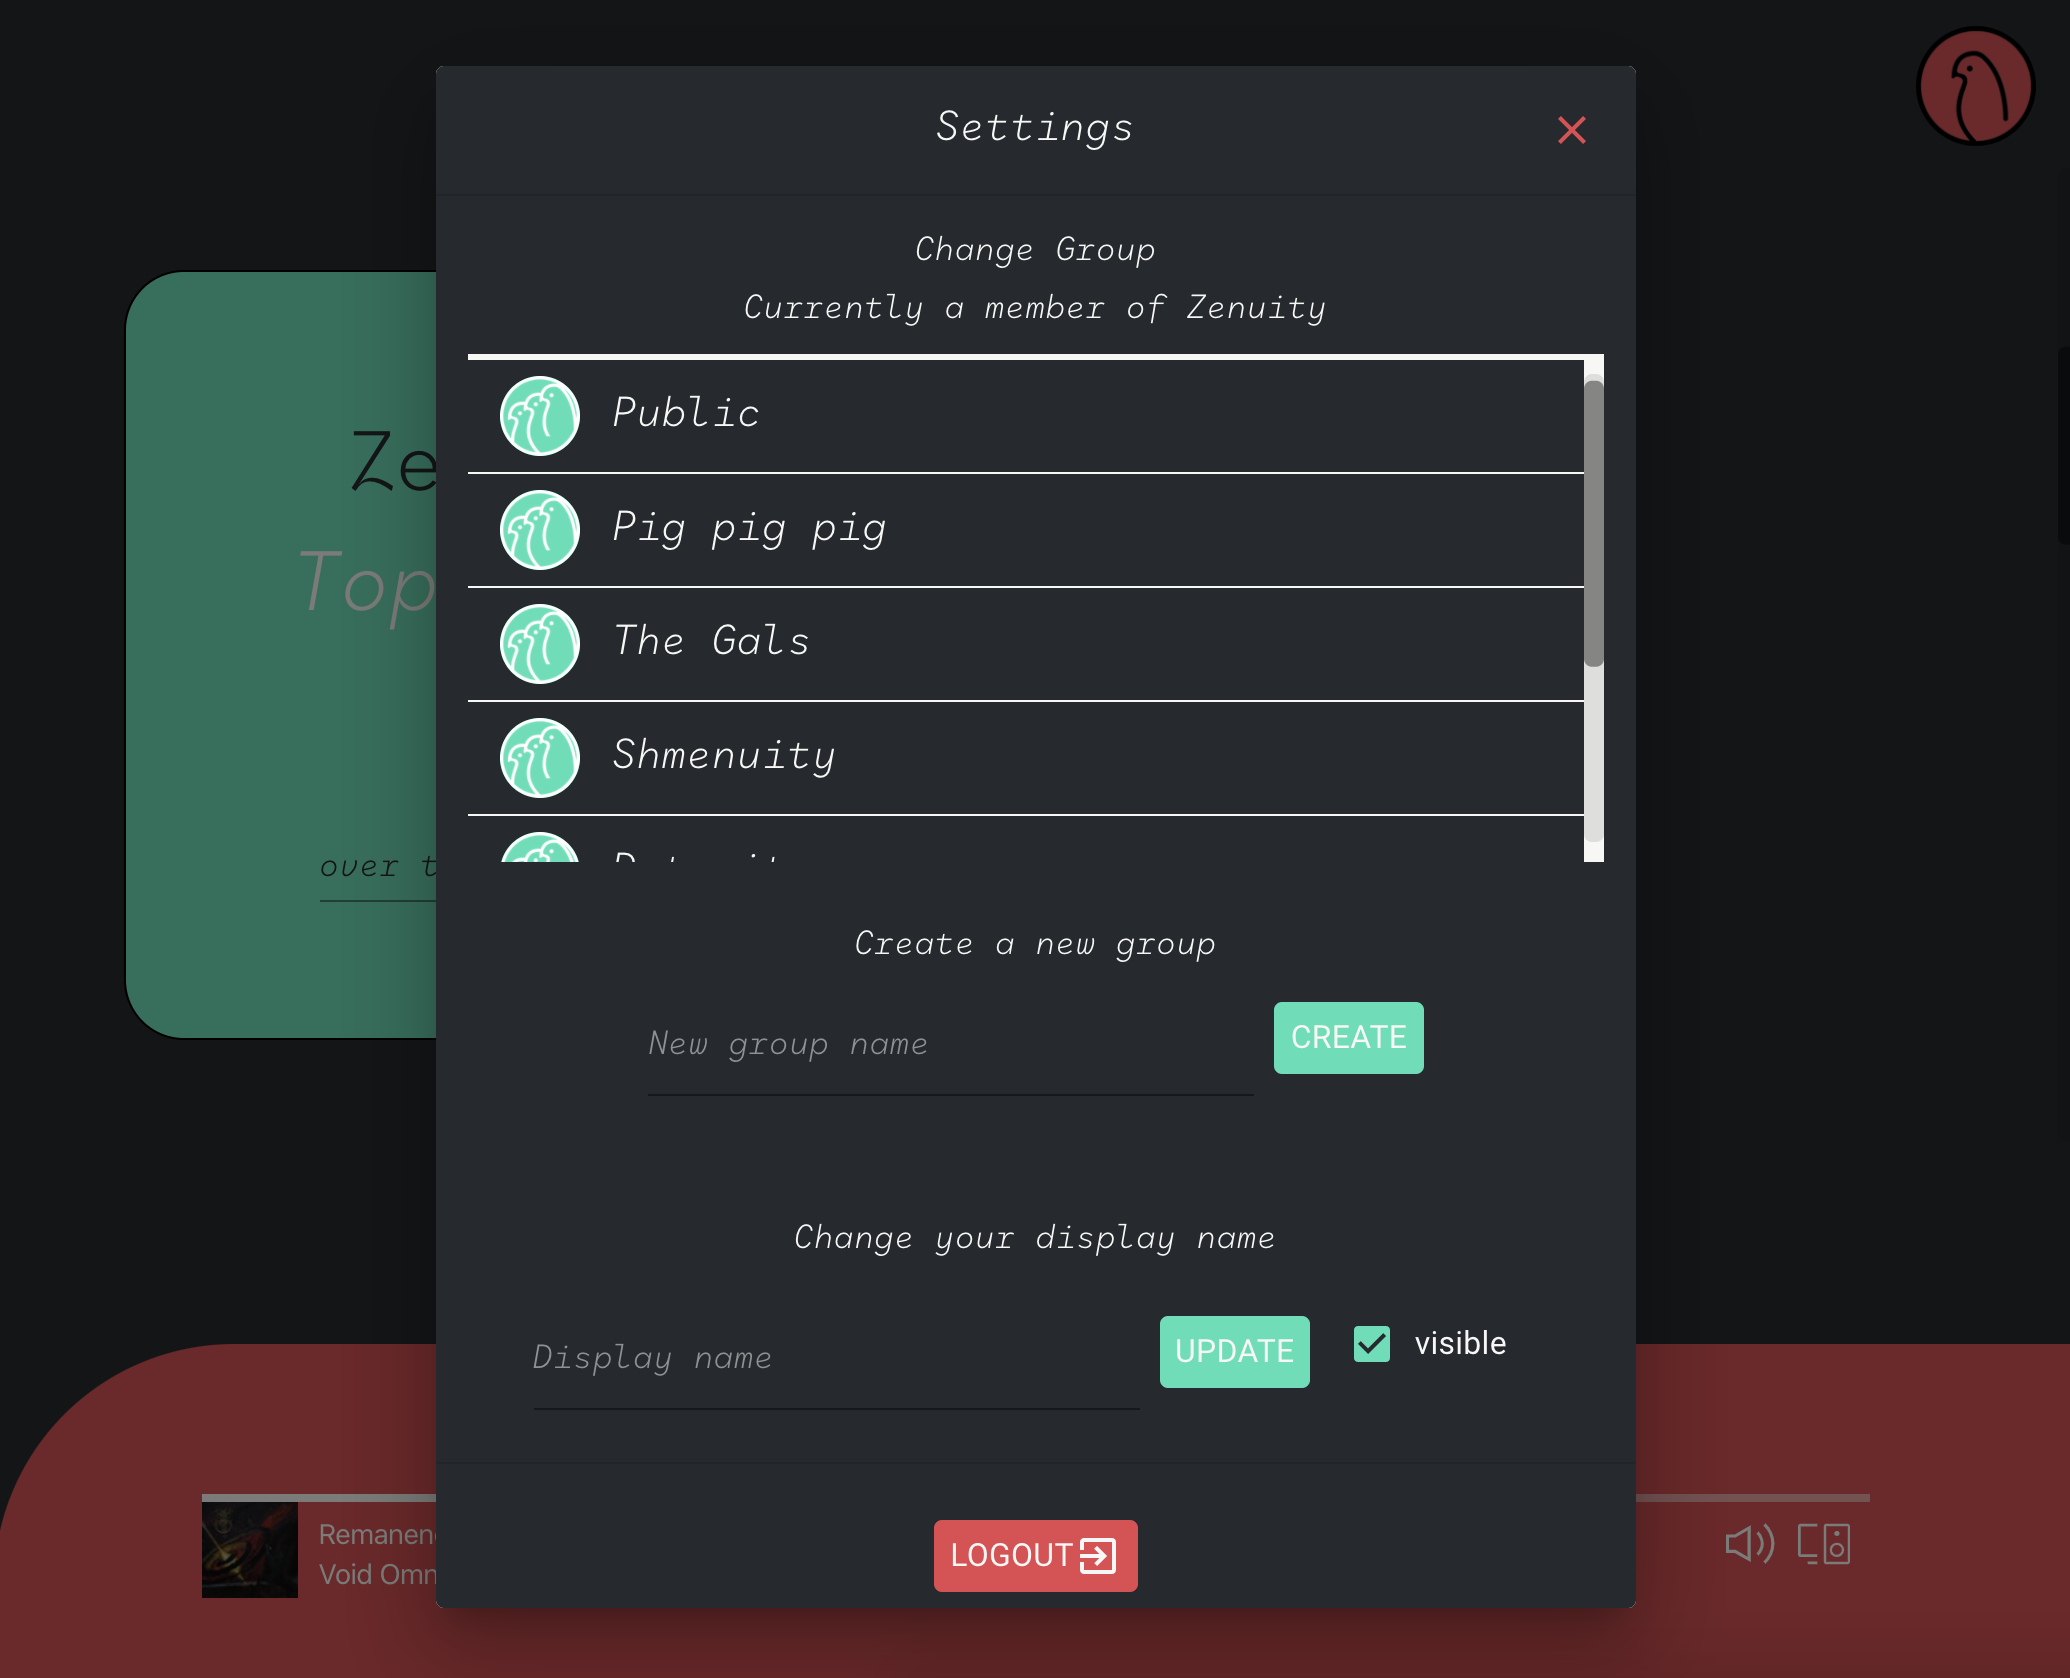 Settings
Change Group
Currently a member of Zenuity
Public
Pig pig pig
The Gals
Shmenuity
Create a new group
New group name
CREATE
Change your display name
Display name
UPDATE
visible
LOGOUT
Ze
Top
over t
Remanen
Void Omn